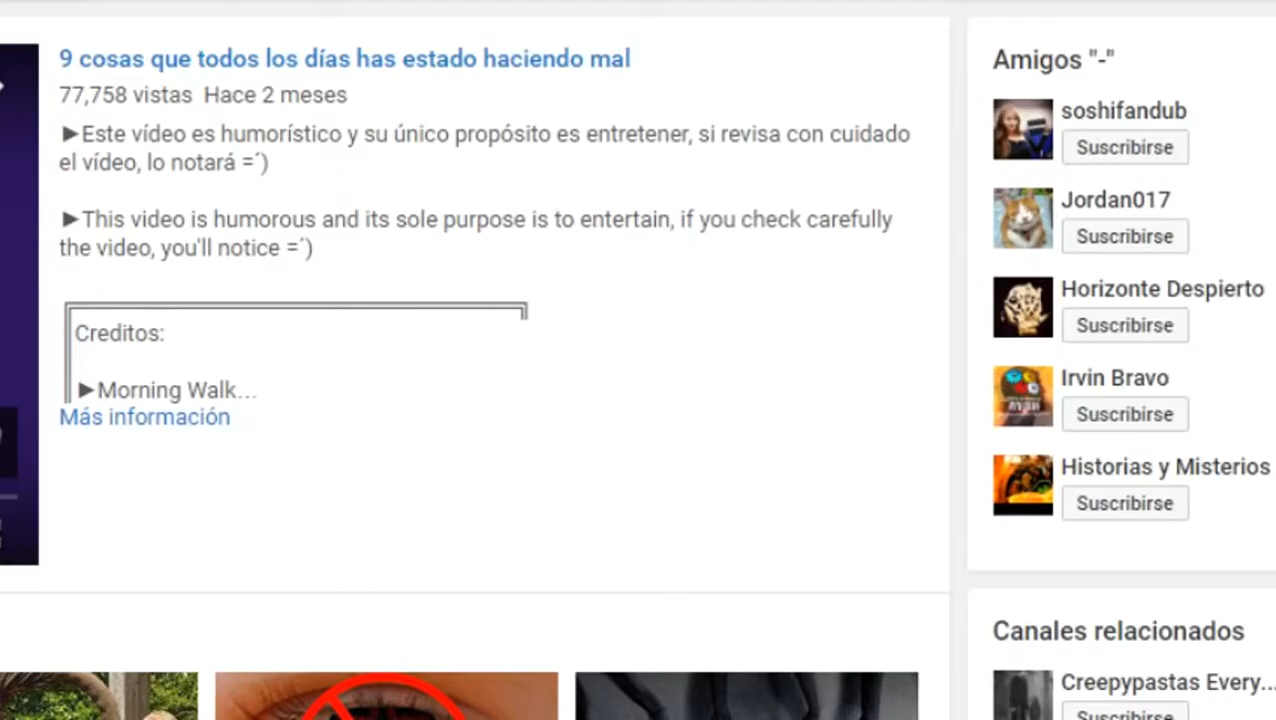 9 cosas que todos los días has estado haciendo mal
77,758 vistas Hace 2 meses
►Este vídeo es humorístico y su único propósito es entretener, si revisa con cuidado
el vídeo, lo notará =´)
►This video is humorous and its sole purpose is to entertain, if you check carefully
the video, you'll notice =´)
Creditos:
►Morning Walk...
Más información
Amigos "-"
soshifandub
Suscribirse
Jordan017
Suscribirse
Horizonte Despierto
Suscribirse
Irvin Bravo
Suscribirse
Historias y Misterios
Suscribirse
Canales relacionados
Creepypastas Every...
Suscribirse